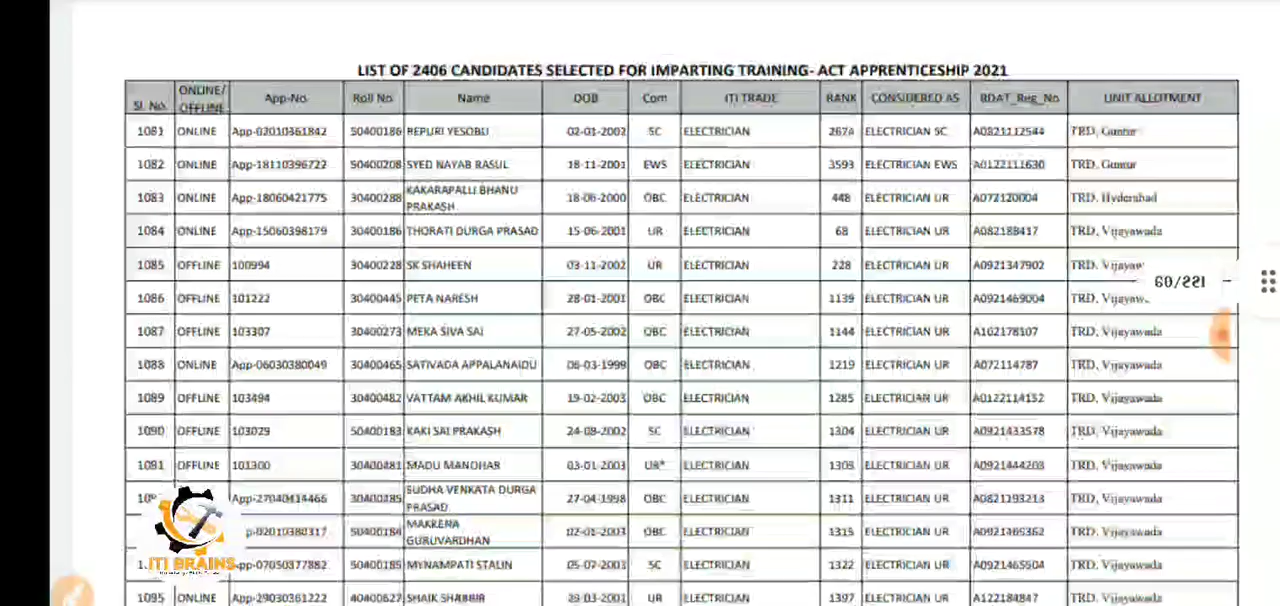 LIST OF 2406 CANDIDATES SELECTED FOR IMPARTING TRAINING- ACT APPRENTICESHIP 2021
Sl. No. ONLINE/ OFFLINE App-No Roll No Name DOB Com ITI TRADE RANK CONSIDERED AS BDAT_Reg_No UNIT ALLOTMENT
1081 ONLINE App-02010361842 50400186 REPURI YESOBU 02-01-2002 SC ELECTRICIAN 2674 ELECTRICIAN SC A0821112544 TRD, Guntur
1082 ONLINE App-18110396722 50400208 SYED NAYAB RASUL 18-11-2001 EWS ELECTRICIAN 3593 ELECTRICIAN EWS A0122111630 TRD, Guntur
1083 ONLINE App-18060421775 30400288 KAKARAPALLI BHANU PRAKASH 18-06-2000 OBC ELECTRICIAN 448 ELECTRICIAN UR A072120004 TRD, Hyderabad
1084 ONLINE App-15060398179 30400186 THORATI DURGA PRASAD 15-06-2001 UR ELECTRICIAN 68 ELECTRICIAN UR A082188417 TRD, Vijayawada
1085 OFFLINE 100994 30400228 SK SHAHEEN 03-11-2002 UR ELECTRICIAN 228 ELECTRICIAN UR A0921347902 TRD,
1086 OFFLINE 101222 30400445 PETA NARESH 28-01-2001 OBC ELECTRICIAN 1139 ELECTRICIAN UR A0921469004 TRD,
60/221
1087 OFFLINE 103307 30400273 MEKA SIVA SAI 27-05-2002 OBC ELECTRICIAN 1144 ELECTRICIAN UR A102178107 TRD, Vijayawada
1088 ONLINE App-06030380049 30400465 SATIVADA APPALANAIDU 06-03-1999 OBC ELECTRICIAN 1219 ELECTRICIAN UR A072114787 TRD, Vijayawada
1089 OFFLINE 103494 30400482 VATTAM AKHIL KUMAR 19-02-2003 OBC ELECTRICIAN 1285 ELECTRICIAN UR A0122114152 TRD, Vijayawada
1090 OFFLINE 103029 50400183 KAKI SAI PRAKASH 24-08-2002 SC ELECTRICIAN 1304 ELECTRICIAN UR A0921433578 TRD, Vijayawada
1091 OFFLINE 101300 30400481 MADU MANOHAR 03-01-2003 UR* ELECTRICIAN ELECTRICIAN UR TRD, Vijayawada
App-27040414466 30400485 SUDHA VENKATA DURGA PRASAD 27-04-1998 OBC ELECTRICIAN 1311 ELECTRICIAN UR A0821293213 TRD, Vijayawada
50400184 MAKKENA GURUVARDHAN 02-01-2003 OBC ELECTRICIAN 1315 ELECTRICIAN UR TRD, Vijayawada
App-07050377882 50400185 MYNAMPATI STALIN 05-07-2003 SC ELECTRICIAN 1322 ELECTRICIAN UR A0921465504 TRD, Vijayawada
1095 ONLINE App-29030361222 40400627 SHAIK SHABBIR 29-03-2001 UR ELECTRICIAN 1397 ELECTRICIAN UR A122184847 TRD, Vijayawada
ITI BRAINS